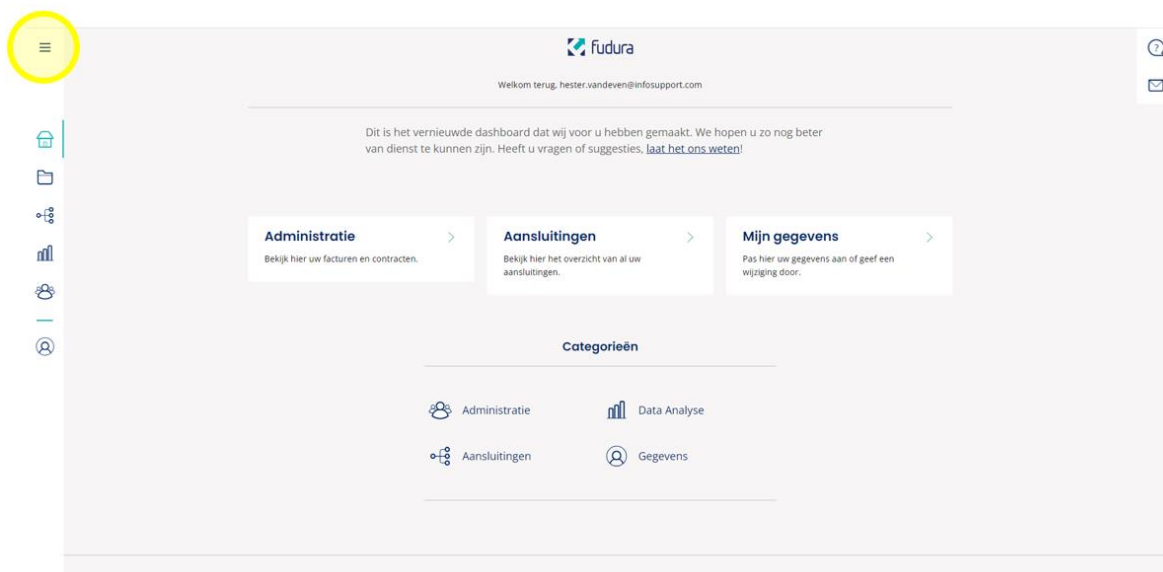 fudura
Welkom terug, hester.vandeven@infosupport.com
Dit is het vernieuwde dashboard dat wij voor u hebben gemaakt. We hopen u zo nog beter
van dienst te kunnen zijn. Heeft u vragen of suggesties, laat het ons weten!
Administratie
Bekijk hier uw facturen en contracten.
Aansluitingen
Bekijk hier het overzicht van al uw
aansluitingen.
Mijn gegevens
Pas hier uw gegevens aan of geef een
wijziging door.
Categorieën
Administratie
Data Analyse
Aansluitingen
Gegevens